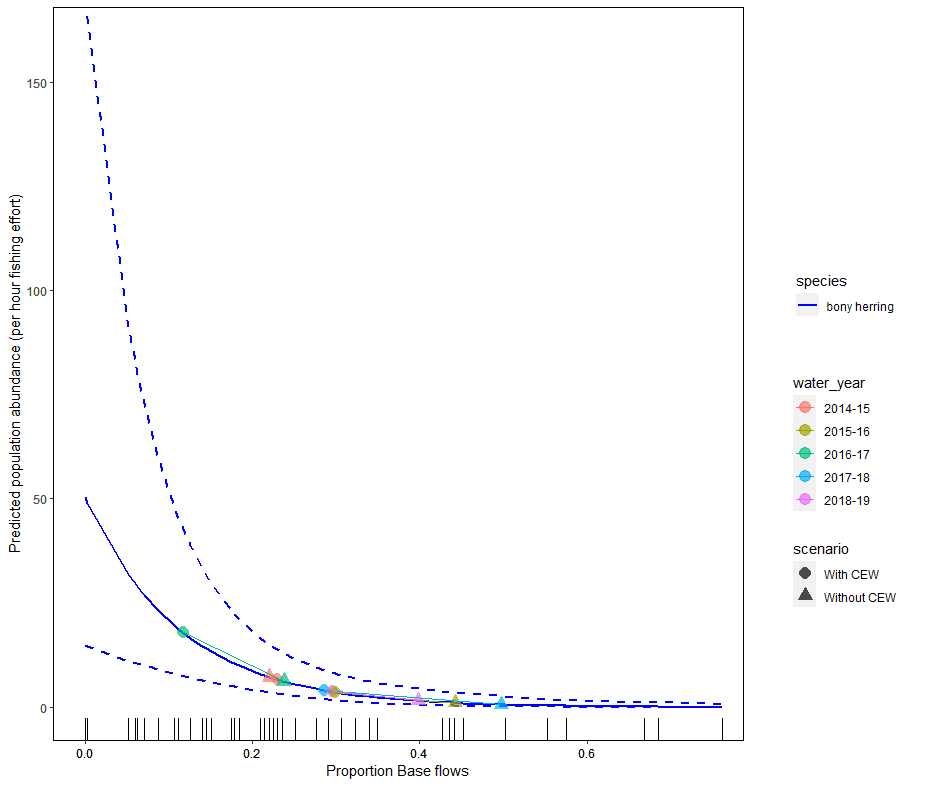 Predicted population abundance (per hour fishing effort)
150
100
50
0
0.0
0.2
0.4
0.6
Proportion Base flows
species
bony herring
water_year
2014-15
2015-16
2016-17
2017-18
2018-19
scenario
With CEW
Without CEW